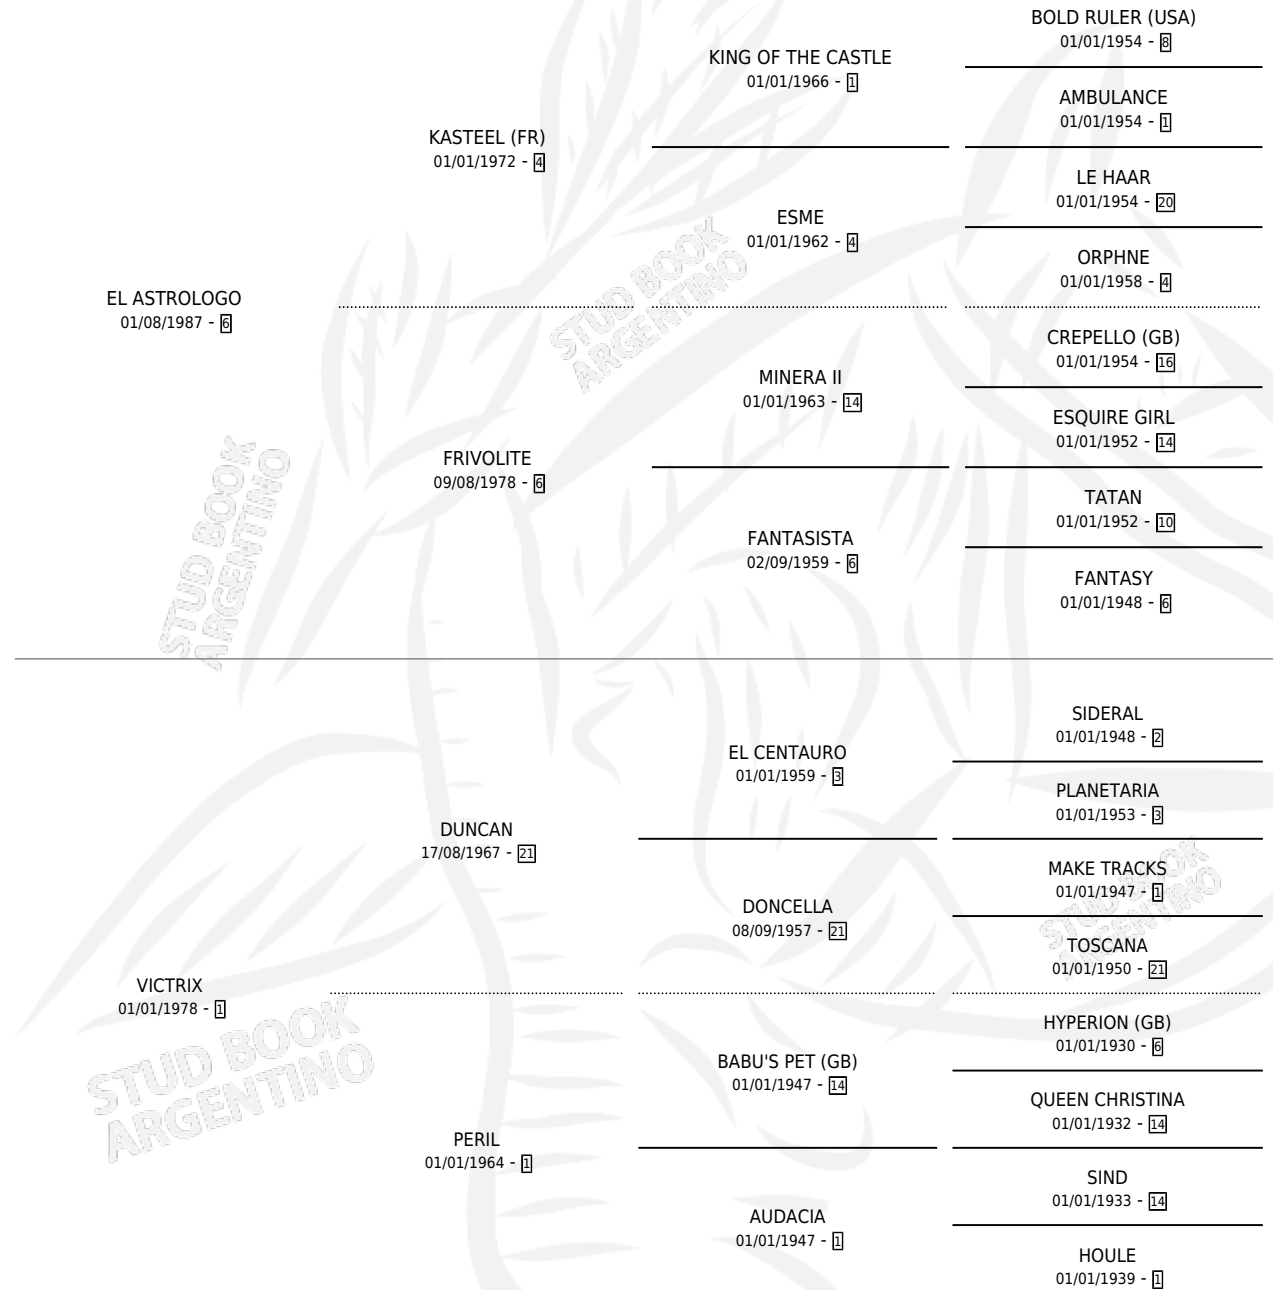 BOLD RULER (USA)
01/01/1954 - 8
KING OF THE CASTLE
01/01/1966 - 1
AMBULANCE
01/01/1954 - 1
KASTEEL (FR)
01/01/1972 - 4
LE HAAR
01/01/1954 - 20
ESME
01/01/1962 - 4
ORPHNE
01/01/1958 - 4
EL ASTROLOGO
01/08/1987 - 6
CREPELLO (GB)
01/01/1954 - 16
MINERA II
01/01/1963 - 14
ESQUIRE GIRL
01/01/1952 - 14
FRIVOLITE
09/08/1978 - 6
TATAN
01/01/1952 - 10
FANTASISTA
02/09/1959 - 6
FANTASY
01/01/1948 - 6
SIDERAL
01/01/1948 - 2
EL CENTAURO
01/01/1959 - 3
PLANETARIA
01/01/1953 - 3
DUNCAN
17/08/1967 - 21
MAKE TRACKS
01/01/1947 - 1
DONCELLA
08/09/1957 - 21
TOSCANA
01/01/1950 - 21
VICTRIX
01/01/1978 - 1
HYPERION (GB)
01/01/1930 - 6
BABU'S PET (GB)
01/01/1947 - 14
QUEEN CHRISTINA
01/01/1932 - 14
PERIL
01/01/1964 - 1
SIND
01/01/1933 - 14
AUDACIA
01/01/1947 - 1
HOULE
01/01/1939 - 1
STUD BOOK
ARGENTINO
STUD BOOK
ARGENTINO
STUD BOOK
ARGENTINO
STUD BOOK
ARGENTINO